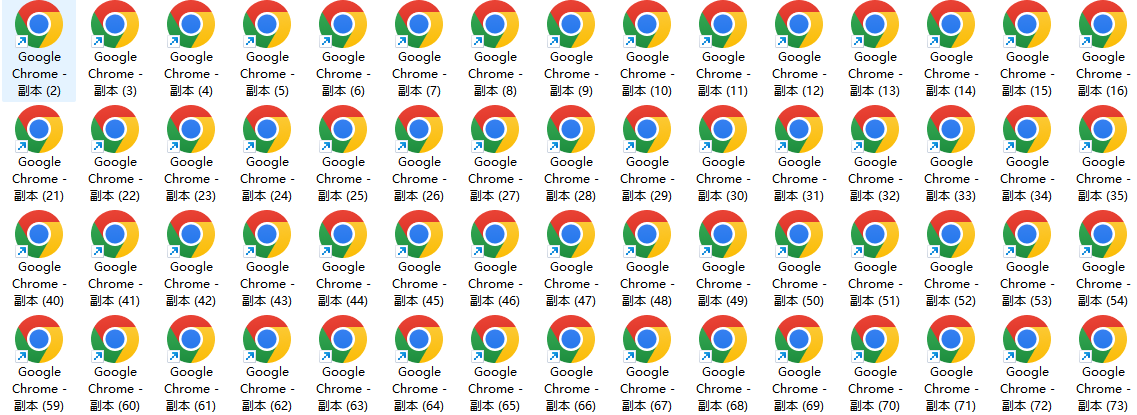 Google
Chrome -
副本 (2)
Google
Chrome -
副本 (3)
Google
Chrome -
副本 (4)
Google
Chrome -
副本 (5)
Google
Chrome -
副本 (6)
Google
Chrome -
副本 (7)
Google
Chrome -
副本 (8)
Google
Chrome -
副本 (9)
Google
Chrome -
副本 (10)
Google
Chrome -
副本 (11)
Google
Chrome -
副本 (12)
Google
Chrome -
副本 (13)
Google
Chrome -
副本 (14)
Google
Chrome -
副本 (15)
Google
Chrome -
副本 (16)
Google
Chrome -
副本 (21)
Google
Chrome -
副本 (22)
Google
Chrome -
副本 (23)
Google
Chrome -
副本 (24)
Google
Chrome -
副本 (25)
Google
Chrome -
副本 (26)
Google
Chrome -
副本 (27)
Google
Chrome -
副本 (28)
Google
Chrome -
副本 (29)
Google
Chrome -
副本 (30)
Google
Chrome -
副本 (31)
Google
Chrome -
副本 (32)
Google
Chrome -
副本 (33)
Google
Chrome -
副本 (34)
Google
Chrome -
副本 (35)
Google
Chrome -
副本 (40)
Google
Chrome -
副本 (41)
Google
Chrome -
副本 (42)
Google
Chrome -
副本 (43)
Google
Chrome -
副本 (44)
Google
Chrome -
副本 (45)
Google
Chrome -
副本 (46)
Google
Chrome -
副本 (47)
Google
Chrome -
副本 (48)
Google
Chrome -
副本 (49)
Google
Chrome -
副本 (50)
Google
Chrome -
副本 (51)
Google
Chrome -
副本 (52)
Google
Chrome -
副本 (53)
Google
Chrome -
副本 (54)
Google
Chrome -
副本 (59)
Google
Chrome -
副本 (60)
Google
Chrome -
副本 (61)
Google
Chrome -
副本 (62)
Google
Chrome -
副本 (63)
Google
Chrome -
副本 (64)
Google
Chrome -
副本 (65)
Google
Chrome -
副本 (66)
Google
Chrome -
副本 (67)
Google
Chrome -
副本 (68)
Google
Chrome -
副本 (69)
Google
Chrome -
副本 (70)
Google
Chrome -
副本 (71)
Google
Chrome -
副本 (72)
Google
Chrome -
副本 (73)